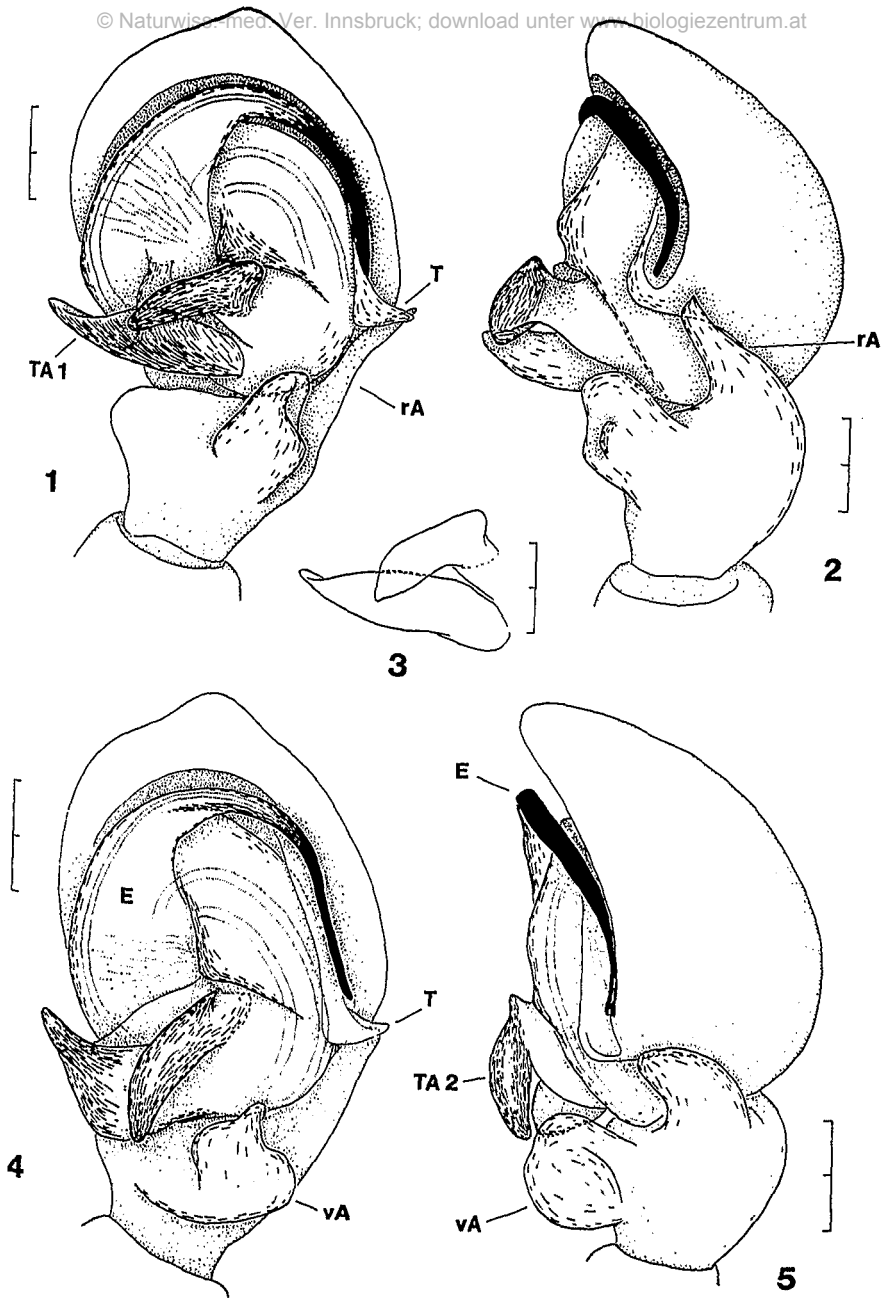 © Naturwiss.-med. Ver. Innsbruck; download unter www.biologiezentrum.at
T
TA 1
rA
rA
1
2
3
E
E
T
TA 2
4
vA
vA
5